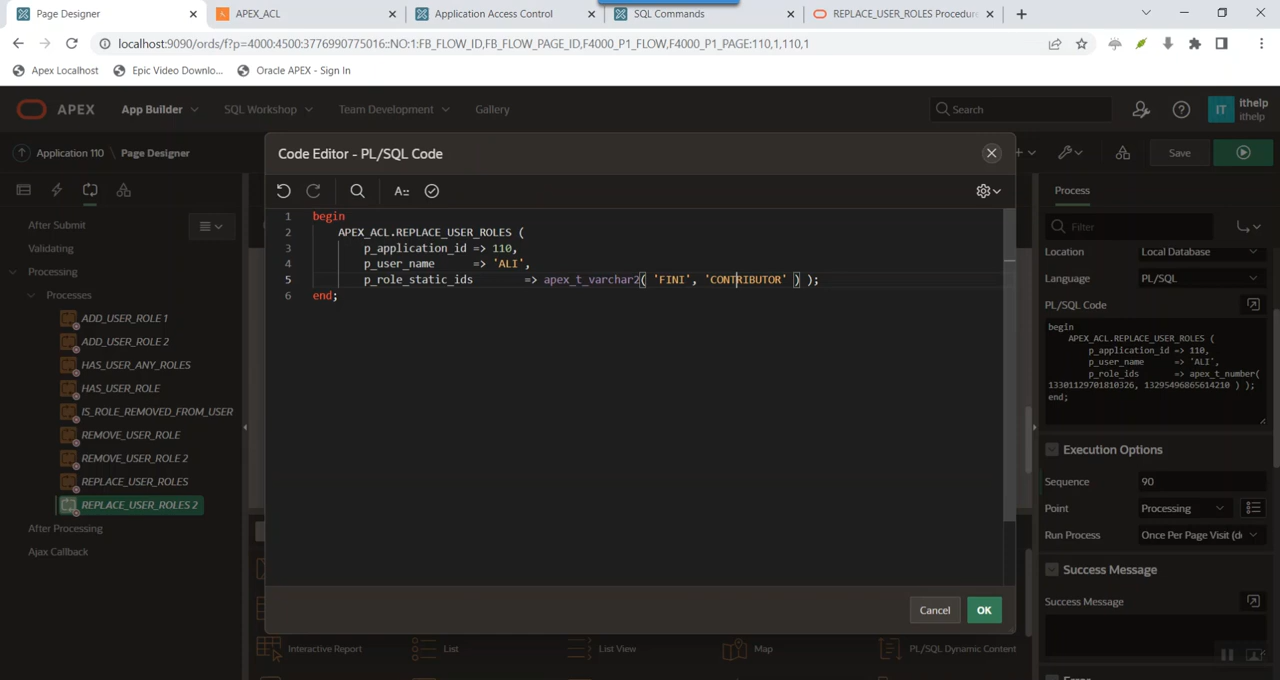 Page Designer
APEX_ACL
Application Access Control
SQL Commands
REPLACE_USER_ROLES Procedure
localhost:9090/ords/f?p=4000:4500:3776990775016::NO:1:FB_FLOW_ID,FB_FLOW_PAGE_ID,F4000_P1_FLOW,F4000_P1_PAGE:110,1,110,1
Apex Localhost
Epic Video Downlo...
Oracle APEX - Sign In
APEX
App Builder
SQL Workshop
Team Development
Gallery
Search
IT
ithelp
ithelp
Application 110
Page Designer
Save
Code Editor - PL/SQL Code
A::
1 begin
2 APEX_ACL.REPLACE_USER_ROLES (
3 p_application_id => 110,
4 p_user_name => 'ALI',
5 p_role_static_ids => apex_t_varchar2( 'FINI', 'CONTRIBUTOR' ) );
6 end;
Cancel
OK
After Submit
Validating
Processing
Processes
ADD_USER_ROLE 1
ADD_USER_ROLE 2
HAS_USER_ANY_ROLES
HAS_USER_ROLE
IS_ROLE_REMOVED_FROM_USER
REMOVE_USER_ROLE
REMOVE_USER_ROLE 2
REPLACE_USER_ROLES
REPLACE_USER_ROLES 2
After Processing
Ajax Callback
Interactive Report
List
List View
Map
PL/SQL Dynamic Content
Process
Filter
Location
Local Database
Language
PL/SQL
PL/SQL Code
begin
APEX_ACL.REPLACE_USER_ROLES (
p_application_id => 110,
p_user_name => 'ALI',
p_role_ids => apex_t_number(
13301129701810326, 13295496865614210 ) );
end;
Execution Options
Sequence
90
Point
Processing
Run Process
Once Per Page Visit (de
Success Message
Success Message